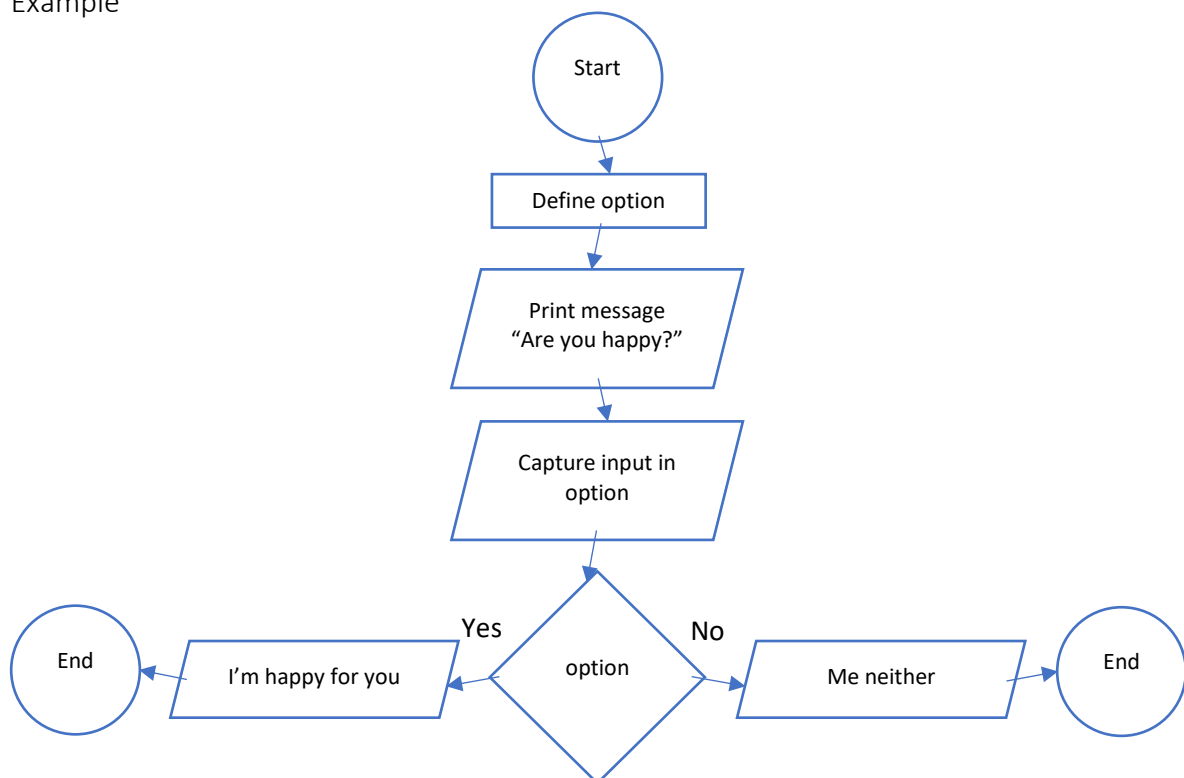 Example
Start
Define option
Print message
“Are you happy?”
Capture input in
option
Yes
No
End
I’m happy for you
option
Me neither
End